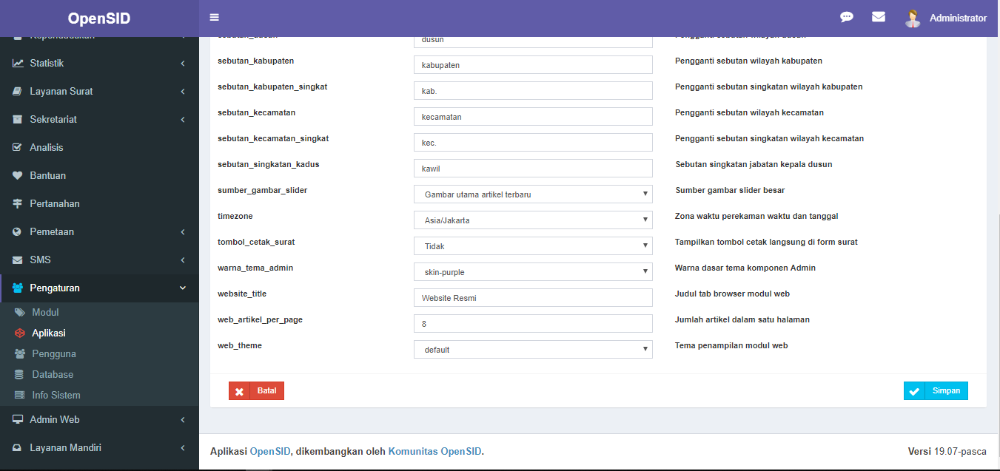 OpenSID
Administrator
Kependudukan
Statistik
Layanan Surat
Sekretariat
Analisis
Bantuan
Pertanahan
Pemetaan
SMS
Pengaturan
Modul
Aplikasi
Pengguna
Database
Info Sistem
Admin Web
Layanan Mandiri
sebutan_dusun dusun Pengganti sebutan wilayah dusun
sebutan_kabupaten kabupaten Pengganti sebutan wilayah kabupaten
sebutan_kabupaten_singkat kab. Pengganti sebutan singkatan wilayah kabupaten
sebutan_kecamatan kecamatan Pengganti sebutan wilayah kecamatan
sebutan_kecamatan_singkat kec. Pengganti sebutan singkatan wilayah kecamatan
sebutan_singkatan_kadus kawil Sebutan singkatan jabatan kepala dusun
sumber_gambar_slider Gambar utama artikel terbaru Sumber gambar slider besar
timezone Asia/Jakarta Zona waktu perekaman waktu dan tanggal
tombol_cetak_surat Tidak Tampilkan tombol cetak langsung di form surat
warna_tema_admin skin-purple Warna dasar tema komponen Admin
website_title Website Resmi Judul tab browser modul web
web_artikel_per_page 8 Jumlah artikel dalam satu halaman
web_theme default Tema penampilan modul web
Batal Simpan
Aplikasi OpenSID, dikembangkan oleh Komunitas OpenSID. Versi 19.07-pasca